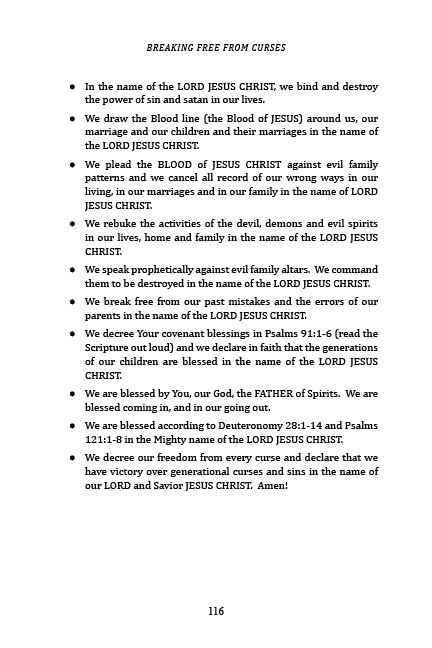 BREAKING FREE FROM CURSES
● In the name of the LORD JESUS CHRIST, we bind and destroy
the power of sin and satan in our lives.
● We draw the Blood line (the Blood of JESUS) around us, our
marriage and our children and their marriages in the name of
the LORD JESUS CHRIST.
● We plead the BLOOD of JESUS CHRIST against evil family
patterns and we cancel all record of our wrong ways in our
living, in our marriages and in our family in the name of LORD
JESUS CHRIST.
● We rebuke the activities of the devil, demons and evil spirits
in our lives, home and family in the name of the LORD JESUS
CHRIST.
● We speak prophetically against evil family altars.  We command
them to be destroyed in the name of the LORD JESUS CHRIST.
● We break free from our past mistakes and the errors of our
parents in the name of the LORD JESUS CHRIST.
● We decree Your covenant blessings in Psalms 91:1-6 (read the
Scripture out loud) and we declare in faith that the generations
of our children are blessed in the name of the LORD JESUS
CHRIST.
● We are blessed by You, our God, the FATHER of Spirits.  We are
blessed coming in, and in our going out.
● We are blessed according to Deuteronomy 28:1-14 and Psalms
121:1-8 in the Mighty name of the LORD JESUS CHRIST.
● We decree our freedom from every curse and declare that we
have victory over generational curses and sins in the name of
our LORD and Savior JESUS CHRIST.  Amen!
116